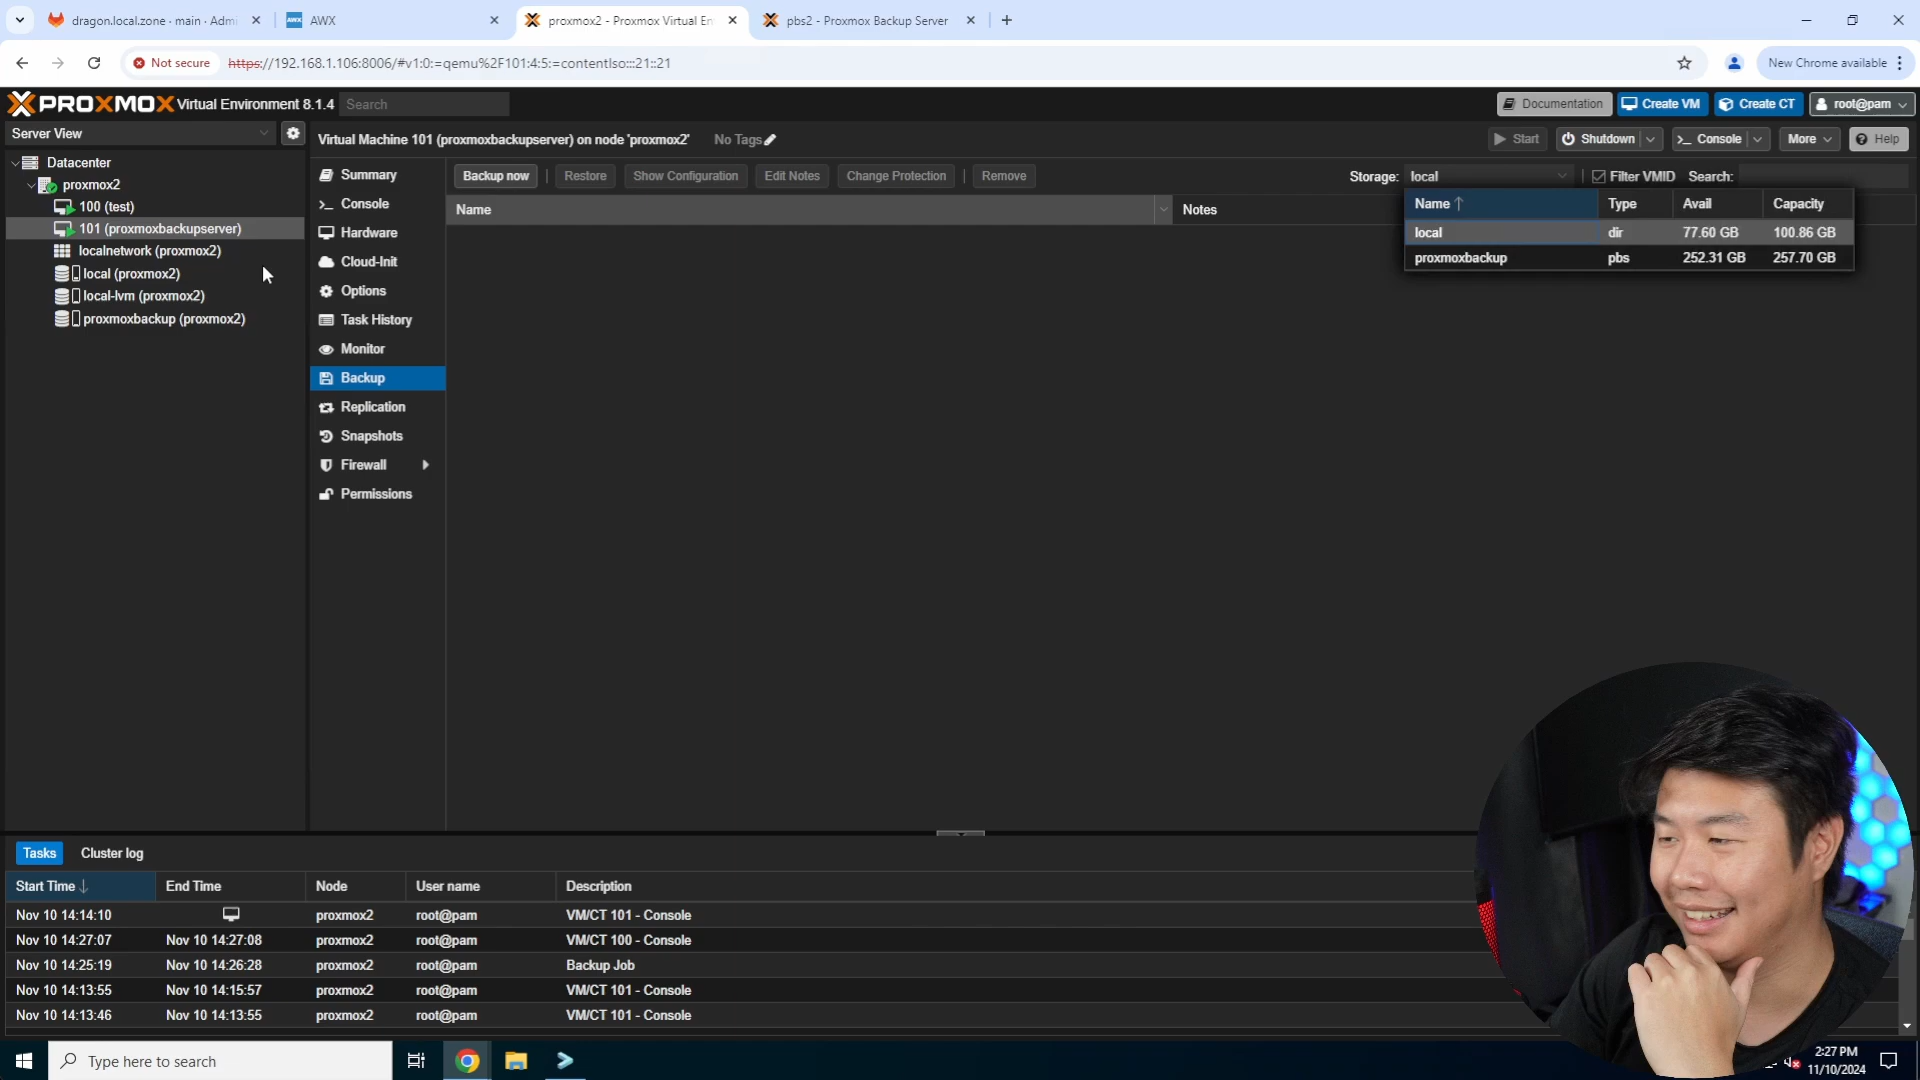 dragon.local.zone · main · Admi
AWX AWX
proxmox2 - Proxmox Virtual En
pbs2 - Proxmox Backup Server
Not secure https://192.168.1.106:8006/#v1:0:=qemu%2F101:4:5:=contentIso:::21::21
New Chrome available
PROXMOX Virtual Environment 8.1.4 Search
Documentation Create VM Create CT root@pam
Server View
Virtual Machine 101 (proxmoxbackupserver) on node 'proxmox2' No Tags
Start Shutdown Console More Help
Datacenter
proxmox2
100 (test)
101 (proxmoxbackupserver)
localnetwork (proxmox2)
local (proxmox2)
local-lvm (proxmox2)
proxmoxbackup (proxmox2)
Summary
Console
Hardware
Cloud-Init
Options
Task History
Monitor
Backup
Replication
Snapshots
Firewall
Permissions
Backup now Restore Show Configuration Edit Notes Change Protection Remove
Storage: local Filter VMID Search:
Name Notes
Name Type Avail Capacity
local dir 77.60 GB 100.86 GB
proxmoxbackup pbs 252.31 GB 257.70 GB
Tasks Cluster log
Start Time End Time Node User name Description
Nov 10 14:14:10 proxmox2 root@pam VM/CT 101 - Console
Nov 10 14:27:07 Nov 10 14:27:08 proxmox2 root@pam VM/CT 100 - Console
Nov 10 14:25:19 Nov 10 14:26:28 proxmox2 root@pam Backup Job
Nov 10 14:13:55 Nov 10 14:15:57 proxmox2 root@pam VM/CT 101 - Console
Nov 10 14:13:46 Nov 10 14:13:55 proxmox2 root@pam VM/CT 101 - Console
Type here to search
2:27 PM
11/10/2024